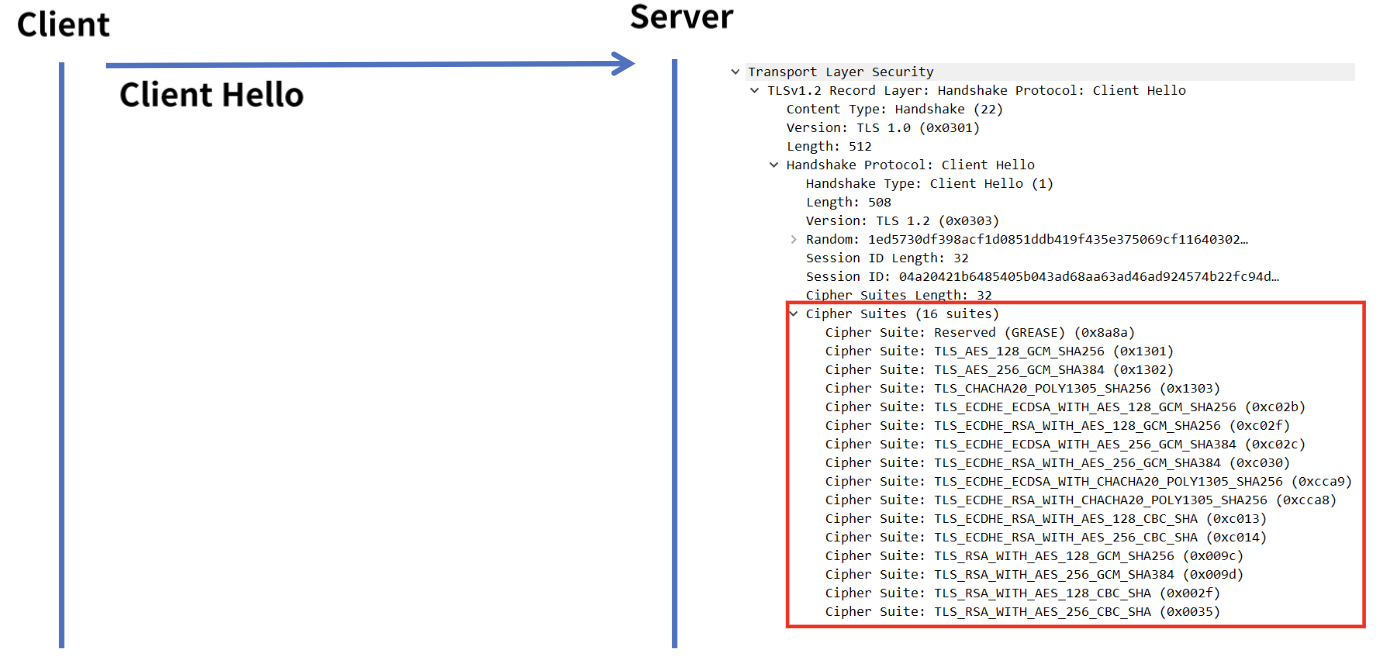 Client
Server
Client Hello
Transport Layer Security
TLSv1.2 Record Layer: Handshake Protocol: Client Hello
Content Type: Handshake (22)
Version: TLS 1.0 (0x0301)
Length: 512
Handshake Protocol: Client Hello
Handshake Type: Client Hello (1)
Length: 508
Version: TLS 1.2 (0x0303)
Random: 1ed5730df398acf1d0851ddb419f435e375069cf11640302…
Session ID Length: 32
Session ID: 04a20421b6485405b043ad68aa63ad46ad924574b22fc94d…
Cipher Suites Length: 32
Cipher Suites (16 suites)
Cipher Suite: Reserved (GREASE) (0x8a8a)
Cipher Suite: TLS_AES_128_GCM_SHA256 (0x1301)
Cipher Suite: TLS_AES_256_GCM_SHA384 (0x1302)
Cipher Suite: TLS_CHACHA20_POLY1305_SHA256 (0x1303)
Cipher Suite: TLS_ECDHE_ECDSA_WITH_AES_128_GCM_SHA256 (0xc02b)
Cipher Suite: TLS_ECDHE_RSA_WITH_AES_128_GCM_SHA256 (0xc02f)
Cipher Suite: TLS_ECDHE_ECDSA_WITH_AES_256_GCM_SHA384 (0xc02c)
Cipher Suite: TLS_ECDHE_RSA_WITH_AES_256_GCM_SHA384 (0xc030)
Cipher Suite: TLS_ECDHE_ECDSA_WITH_CHACHA20_POLY1305_SHA256 (0xcca9)
Cipher Suite: TLS_ECDHE_RSA_WITH_CHACHA20_POLY1305_SHA256 (0xcca8)
Cipher Suite: TLS_ECDHE_RSA_WITH_AES_128_CBC_SHA (0xc013)
Cipher Suite: TLS_ECDHE_RSA_WITH_AES_256_CBC_SHA (0xc014)
Cipher Suite: TLS_RSA_WITH_AES_128_GCM_SHA256 (0x009c)
Cipher Suite: TLS_RSA_WITH_AES_256_GCM_SHA384 (0x009d)
Cipher Suite: TLS_RSA_WITH_AES_128_CBC_SHA (0x002f)
Cipher Suite: TLS_RSA_WITH_AES_256_CBC_SHA (0x0035)